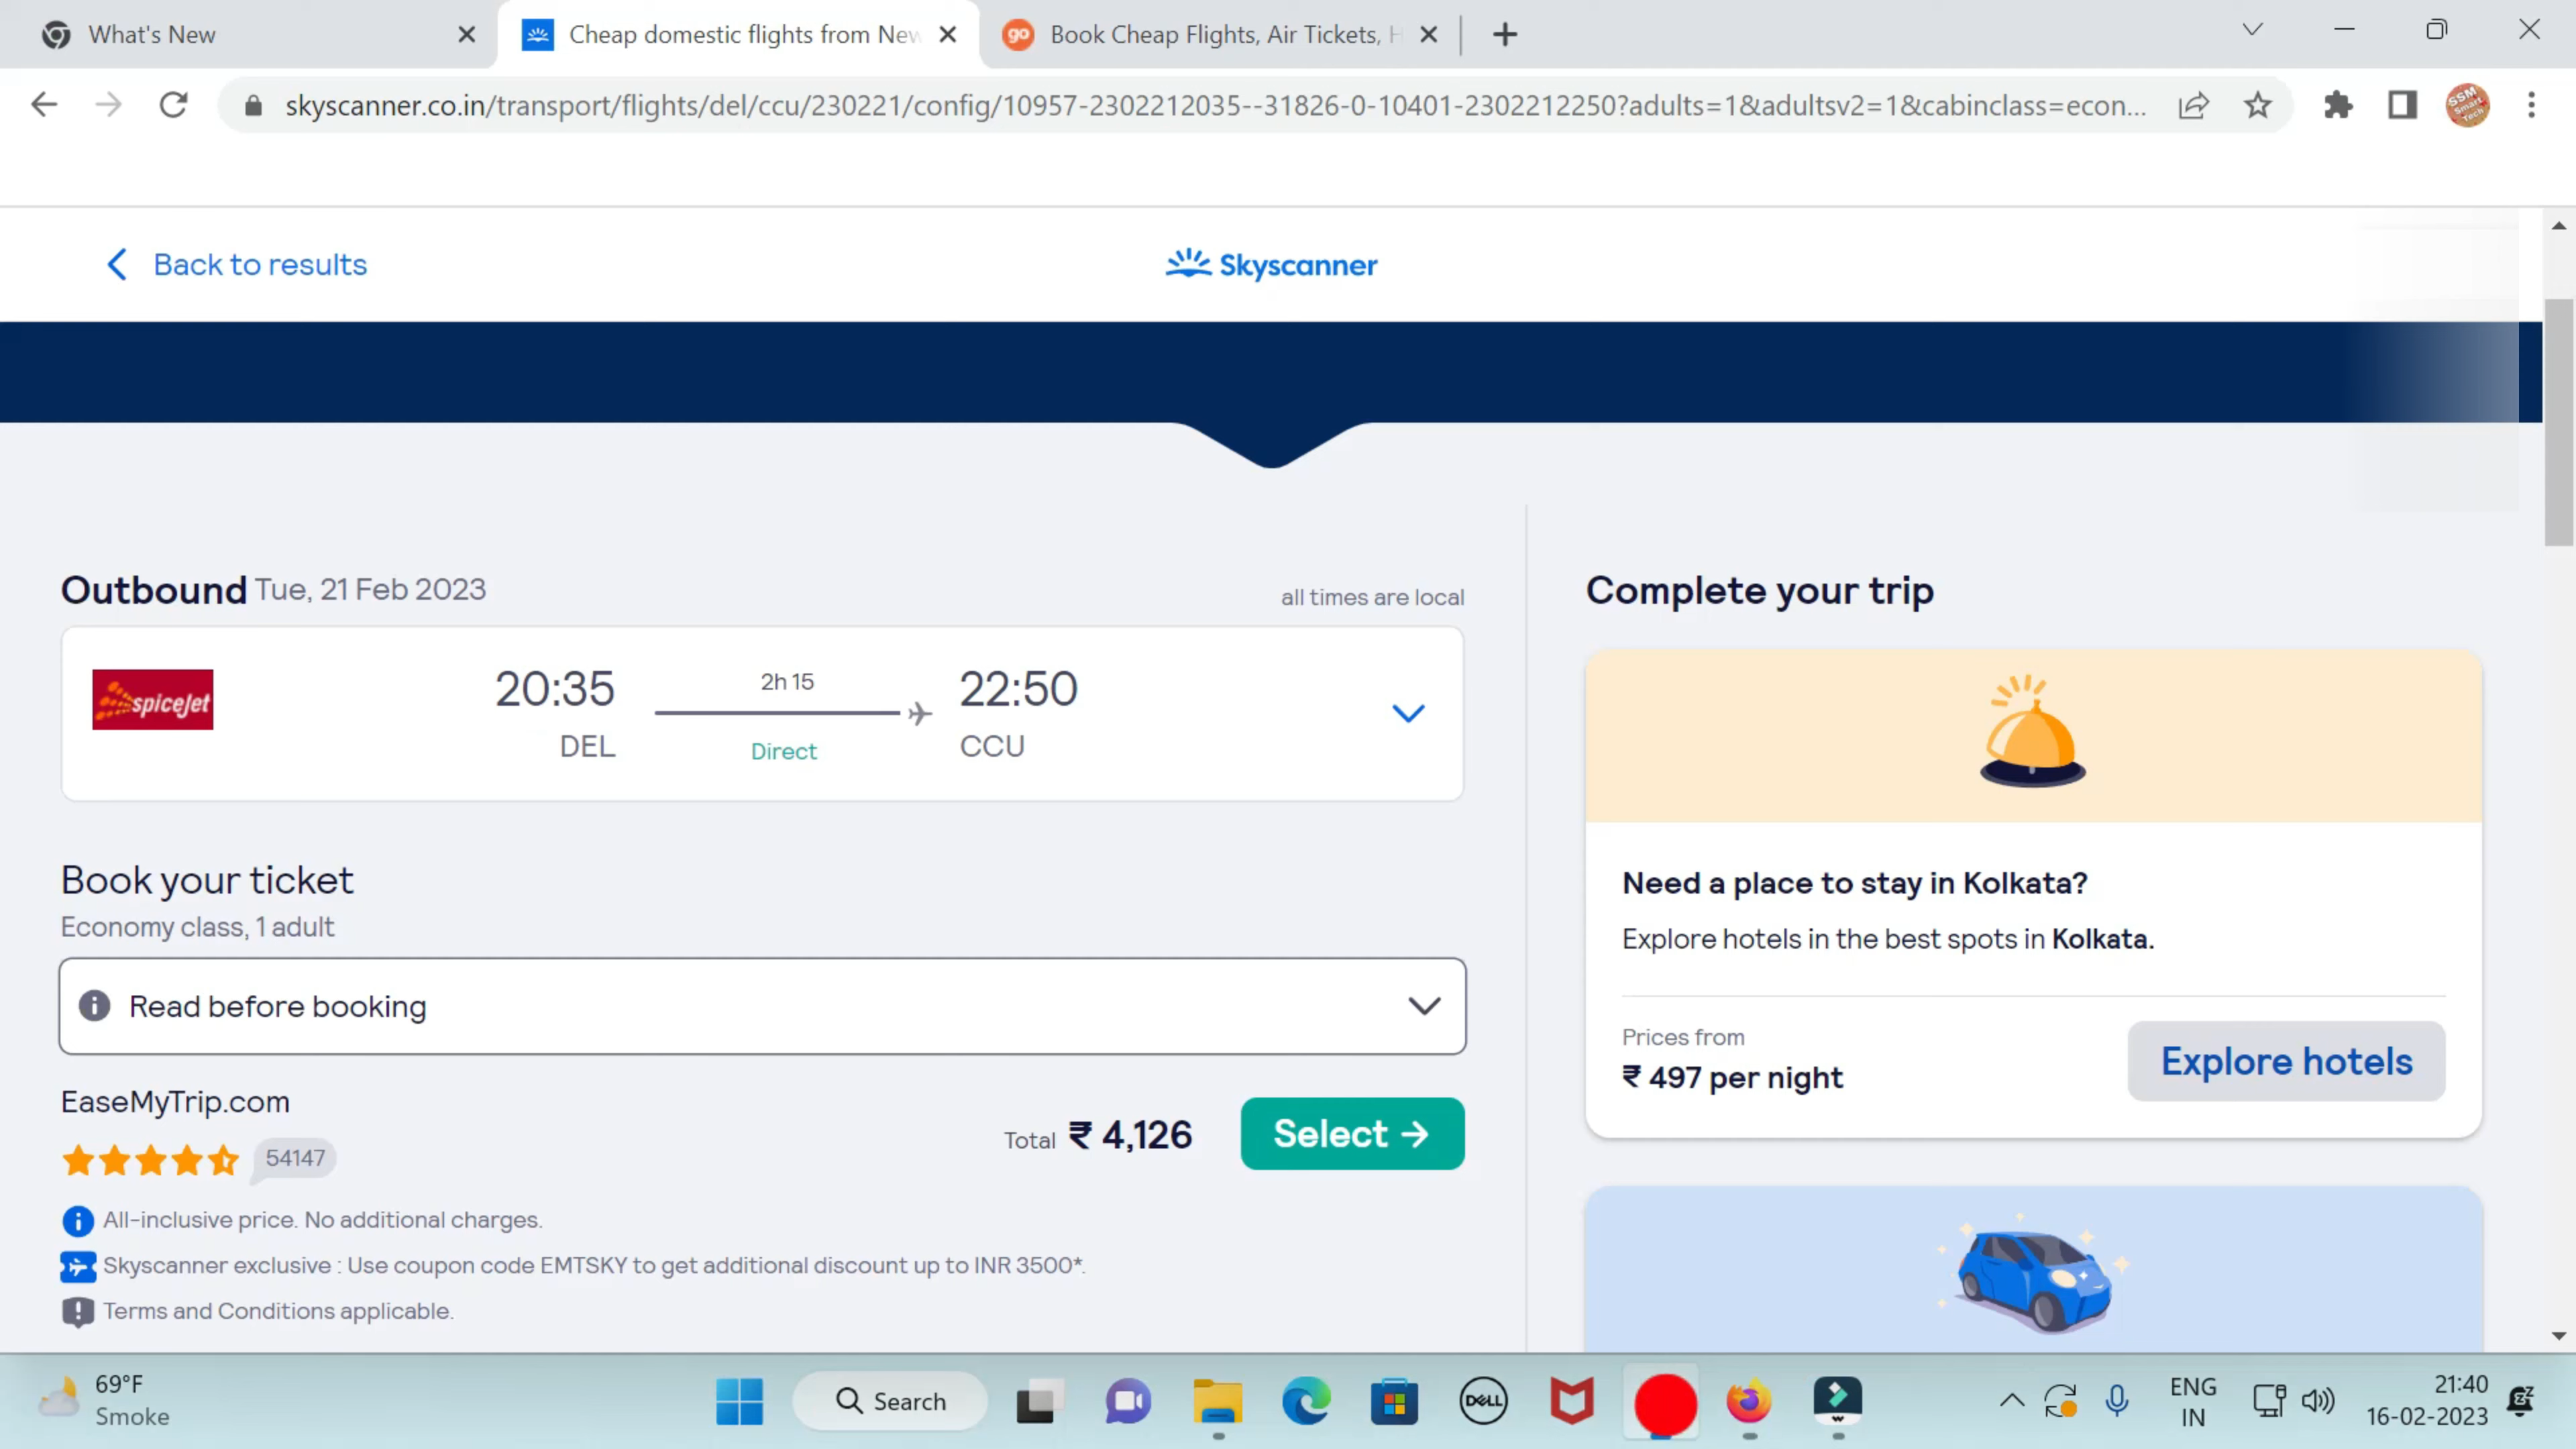 What's New
Cheap domestic flights from New
go
Book Cheap Flights, Air Tickets, H
skyscanner.co.in/transport/flights/del/ccu/230221/config/10957-2302212035--31826-0-10401-2302212250?adults=1&adultsv2=1&cabinclass=econ...
SSM Smart Tech
Back to results
Skyscanner
Outbound Tue, 21 Feb 2023
all times are local
spiceJet
20:35
2h 15
22:50
DEL
Direct
CCU
Book your ticket
Economy class, 1 adult
Read before booking
EaseMyTrip.com
54147
Total ₹ 4,126
Select →
All-inclusive price. No additional charges.
Skyscanner exclusive : Use coupon code EMTSKY to get additional discount up to INR 3500*.
Terms and Conditions applicable.
Complete your trip
Need a place to stay in Kolkata?
Explore hotels in the best spots in Kolkata.
Prices from
₹ 497 per night
Explore hotels
69°F
Smoke
Search
DELL
ENG
IN
21:40
16-02-2023